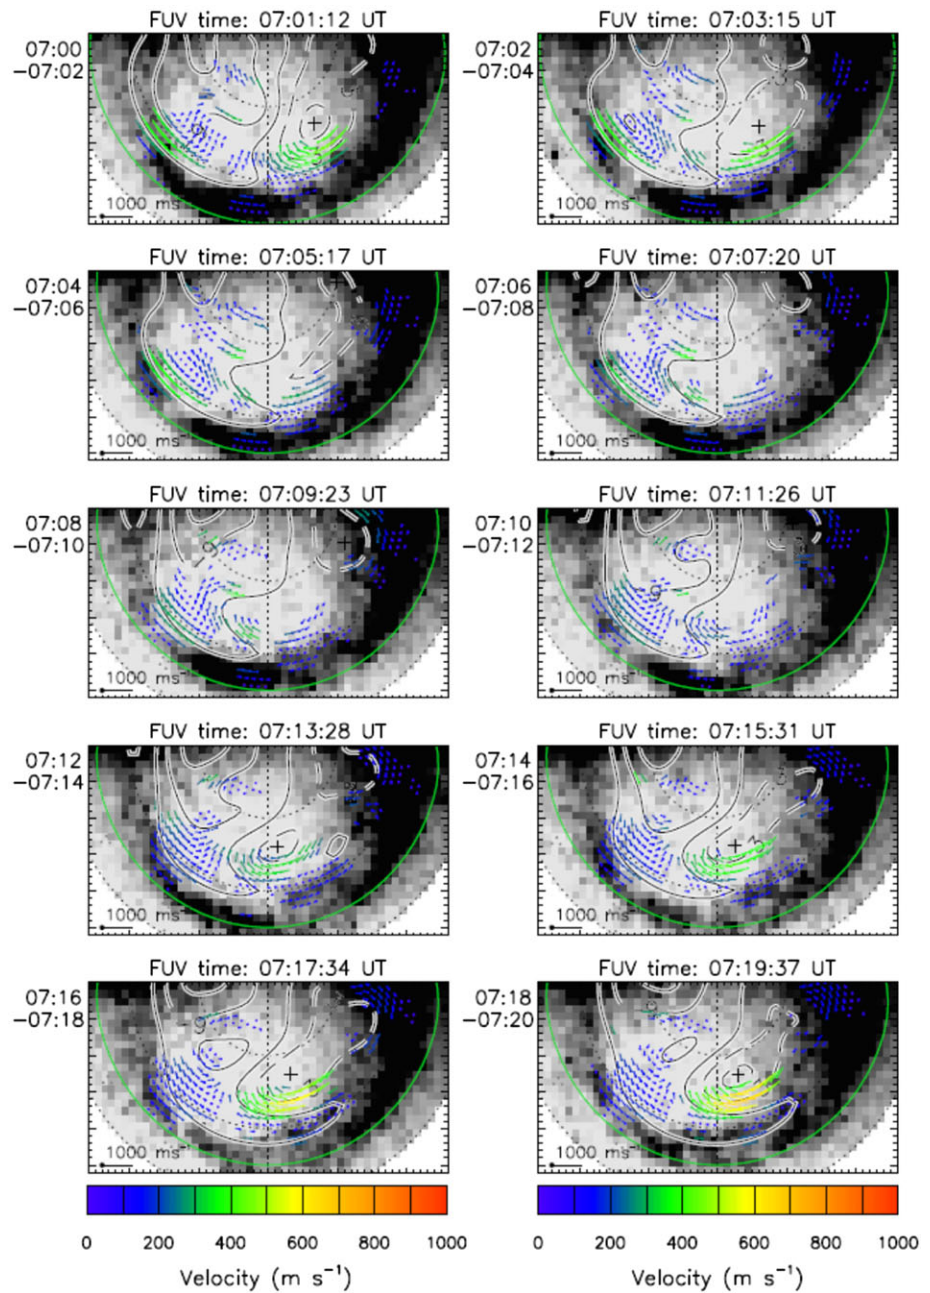 FUV time: 07:01:12 UT
FUV time: 07:03:15 UT
07:00
-07:02
1000 ms⁻
07:02
-07:04
1000 ms⁻
FUV time: 07:05:17 UT
FUV time: 07:07:20 UT
07:04
-07:06
1000 ms⁻
07:06
-07:08
1000 ms⁻
FUV time: 07:09:23 UT
FUV time: 07:11:26 UT
07:08
-07:10
-9
1000 ms⁻
07:10
-07:12
-9
1000 ms⁻
FUV time: 07:13:28 UT
FUV time: 07:15:31 UT
07:12
-07:14
1000 ms⁻
07:14
-07:16
3
3
1000 ms⁻
FUV time: 07:17:34 UT
FUV time: 07:19:37 UT
07:16
-07:18
-9
1000 ms⁻¹
07:18
-07:20
1000 ms⁻
0 200 400 600 800 1000
0 200 400 600 800 1000
Velocity (m s⁻¹)
Velocity (m s⁻¹)